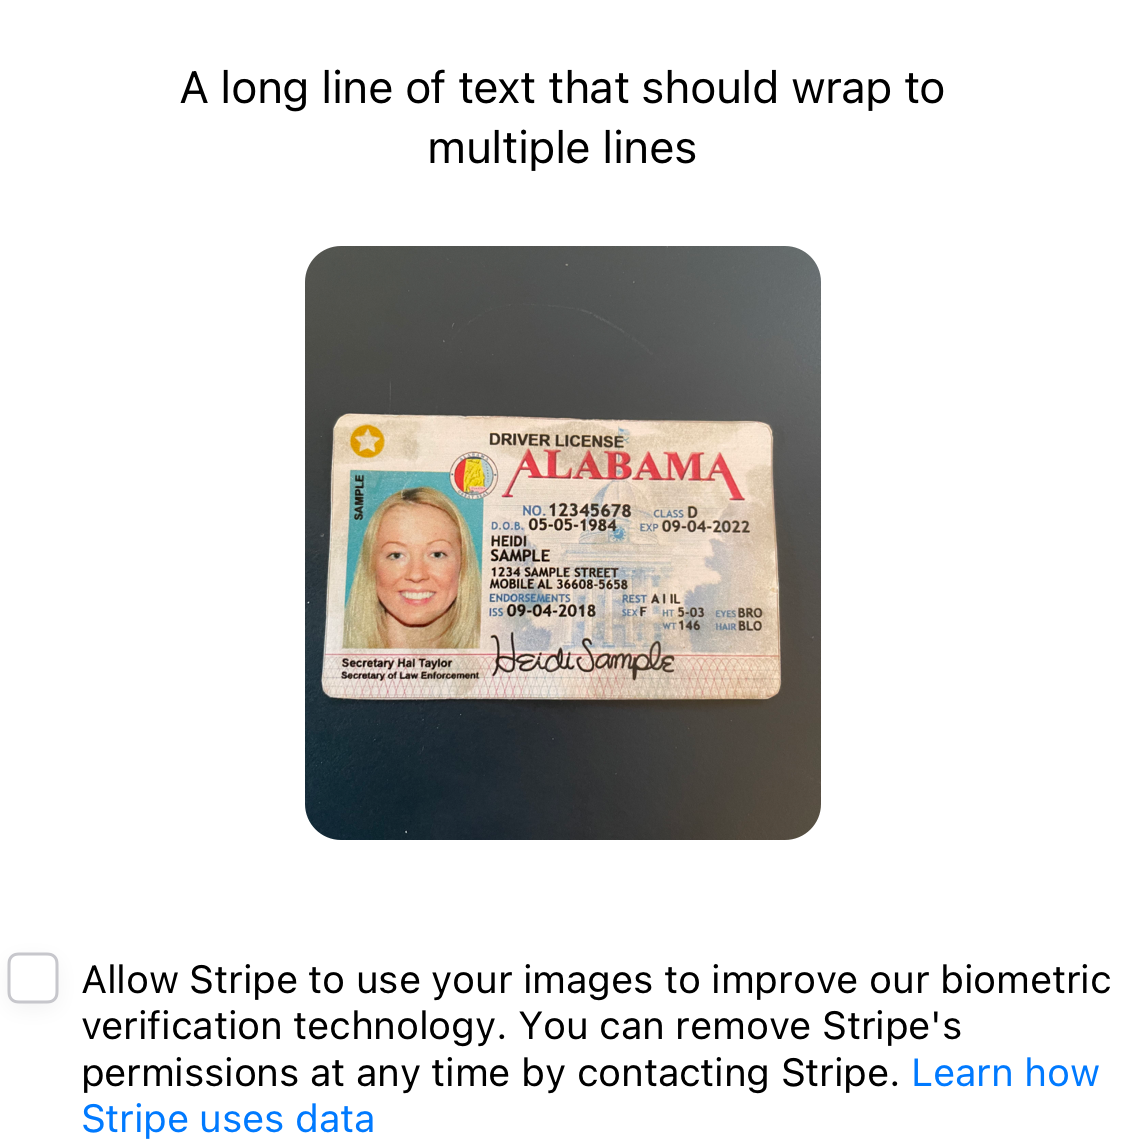 A long line of text that should wrap to
multiple lines
DRIVER LICENSE
ALABAMA
SAMPLE
NO. 12345678 CLASS D
D.O.B. 05-05-1984 EXP 09-04-2022
HEIDI
SAMPLE
1234 SAMPLE STREET
MOBILE AL 36608-5658
ENDORSEMENTS REST A I IL
ISS 09-04-2018 SEX F HT 5-03 EYES BRO
WT 146 HAIR BLO
Heidi Sample
Secretary Hal Taylor
Secretary of Law Enforcement
Allow Stripe to use your images to improve our biometric
verification technology. You can remove Stripe's
permissions at any time by contacting Stripe. Learn how
Stripe uses data